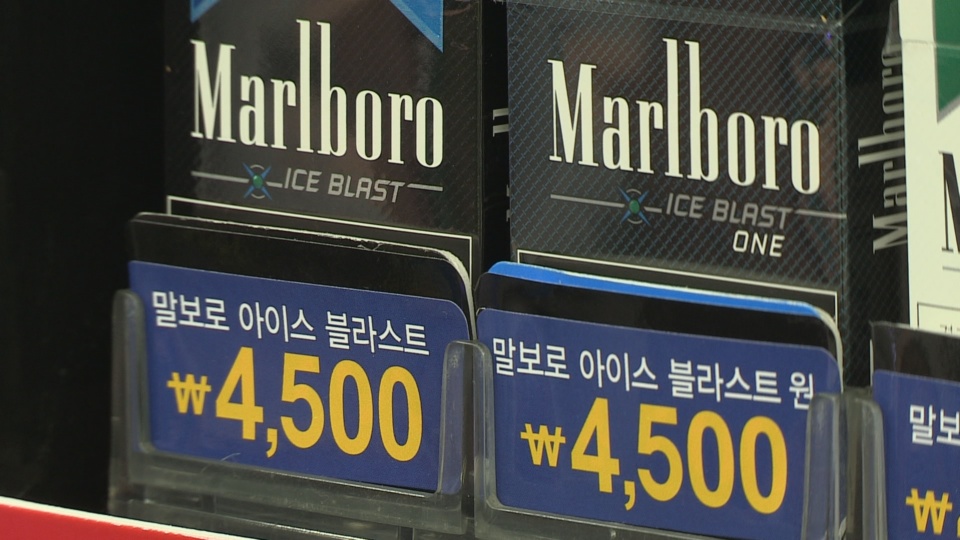 Marlboro
ICE BLAST
말보로 아이스 블라스트
₩4,500
Marlboro
ICE BLAST
ONE
말보로 아이스 블라스트 원
₩4,500
Marlboro
말보
₩